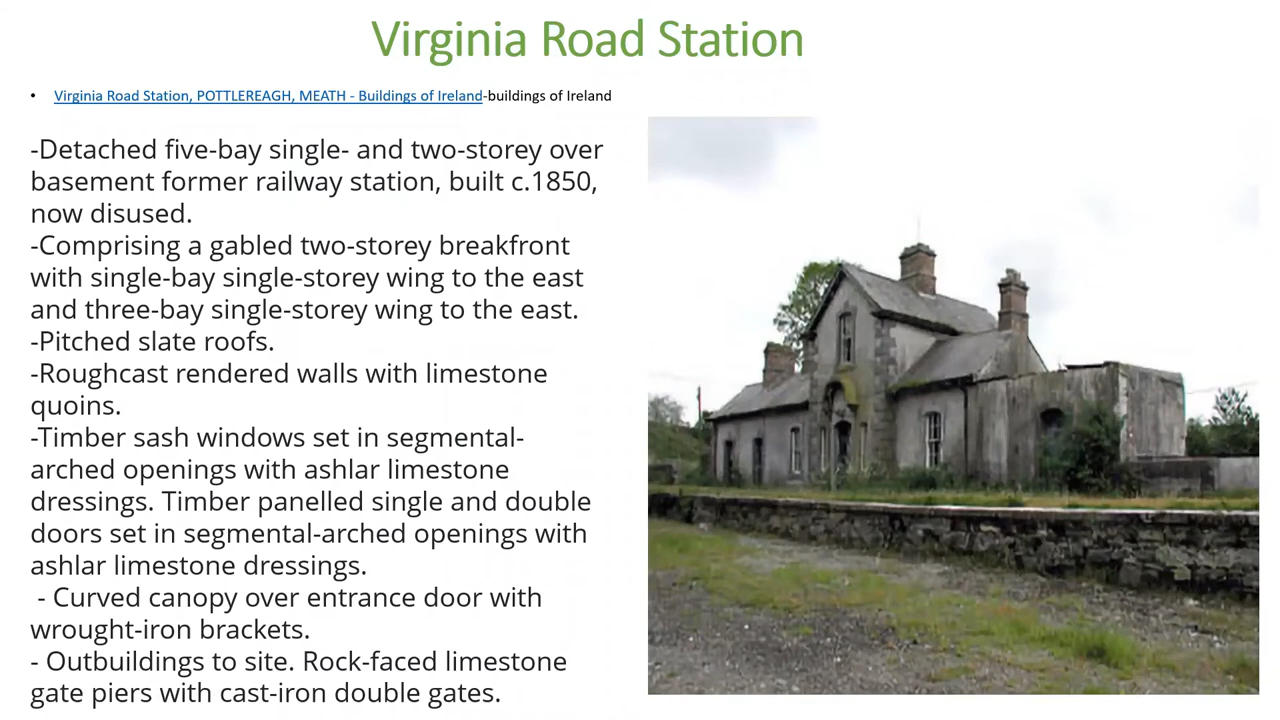 Virginia Road Station
• Virginia Road Station, POTTLEREAGH, MEATH - Buildings of Ireland-buildings of Ireland
-Detached five-bay single- and two-storey over
basement former railway station, built c.1850,
now disused.
-Comprising a gabled two-storey breakfront
with single-bay single-storey wing to the east
and three-bay single-storey wing to the east.
-Pitched slate roofs.
-Roughcast rendered walls with limestone
quoins.
-Timber sash windows set in segmental-
arched openings with ashlar limestone
dressings. Timber panelled single and double
doors set in segmental-arched openings with
ashlar limestone dressings.
- Curved canopy over entrance door with
wrought-iron brackets.
- Outbuildings to site. Rock-faced limestone
gate piers with cast-iron double gates.